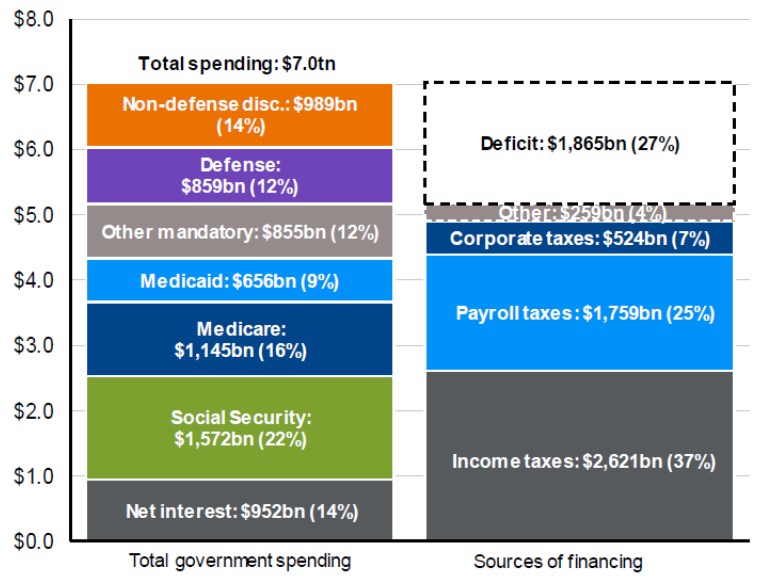 $8.0
$7.0
$6.0
$5.0
$4.0
$3.0
$2.0
$1.0
$0.0
Total spending: $7.0tn
Non-defense disc.: $989bn
(14%)
Defense:
$859bn (12%)
Other mandatory: $855bn (12%)
Medicaid: $656bn (9%)
Medicare:
$1,145bn (16%)
Social Security:
$1,572bn (22%)
Net interest: $952bn (14%)
Total government spending
Deficit: $1,865bn (27%)
Other: $259bn (4%)
Corporate taxes: $524bn (7%)
Payroll taxes: $1,759bn (25%)
Income taxes: $2,621bn (37%)
Sources of financing